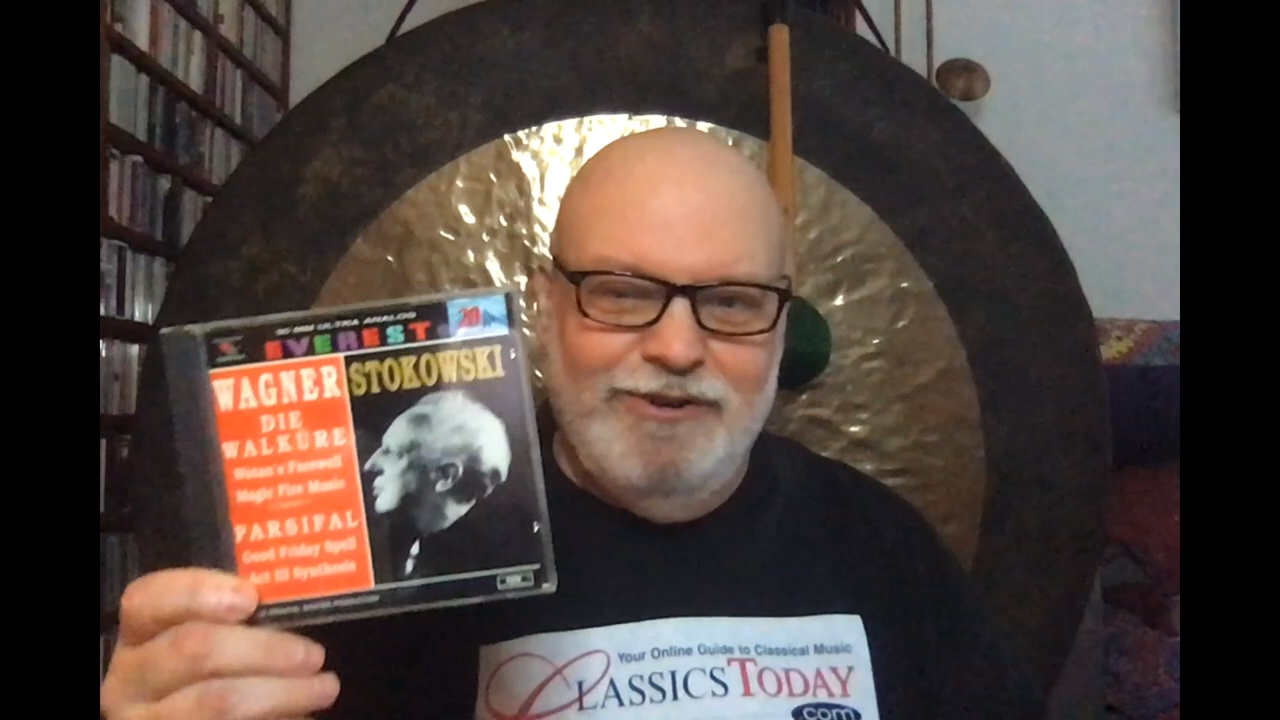 35 MM ULTRA ANALOG
EVEREST
20
WAGNER
DIE
WALKÜRE
Wotan's Farewell
Magic Fire Music
PARSIFAL
Good Friday Spell
Act III Synthesis
STOKOWSKI
Your Online Guide to Classical Music
CLASSICSTODAY
.com